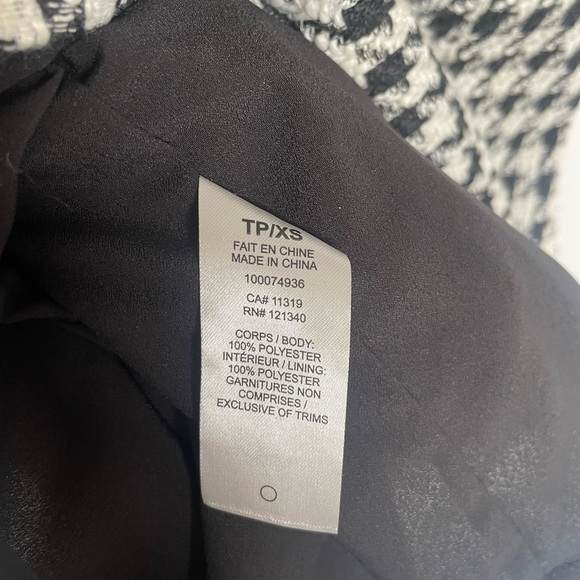 TP/XS
FAIT EN CHINE
MADE IN CHINA
100074936
CA# 11319
RN# 121340
CORPS / BODY:
100% POLYESTER
INTÉRIEUR / LINING:
100% POLYESTER
GARNITURES NON
COMPRISES /
EXCLUSIVE OF TRIMS